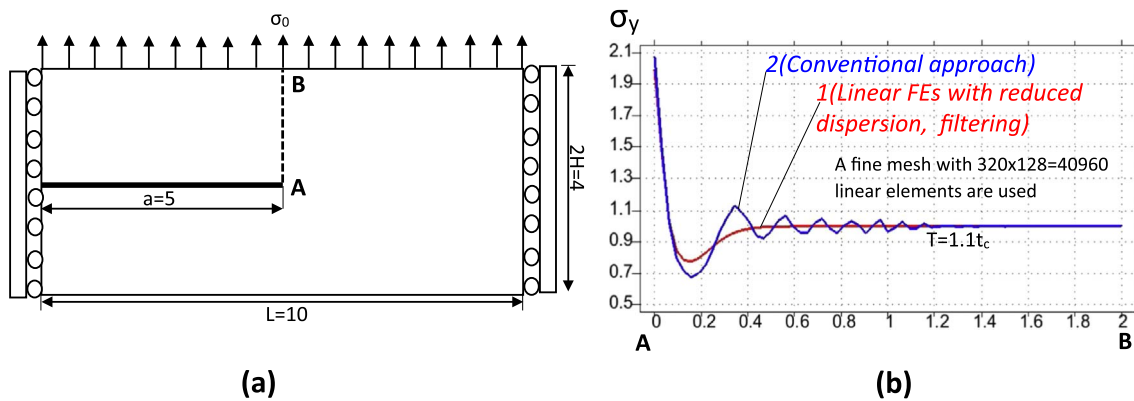 σ₀
B
A
a=5
2H=4
L=10
(a)
σy
2.1
1.9
1.7
1.5
1.3
1.1
0.9
0.7
0.5
2(Conventional approach)
1(Linear FEs with reduced
dispersion, filtering)
A fine mesh with 320x128=40960
linear elements are used
T=1.1tc
0 0.2 0.4 0.6 0.8 1 1.2 1.4 1.6 1.8 2
A B
(b)